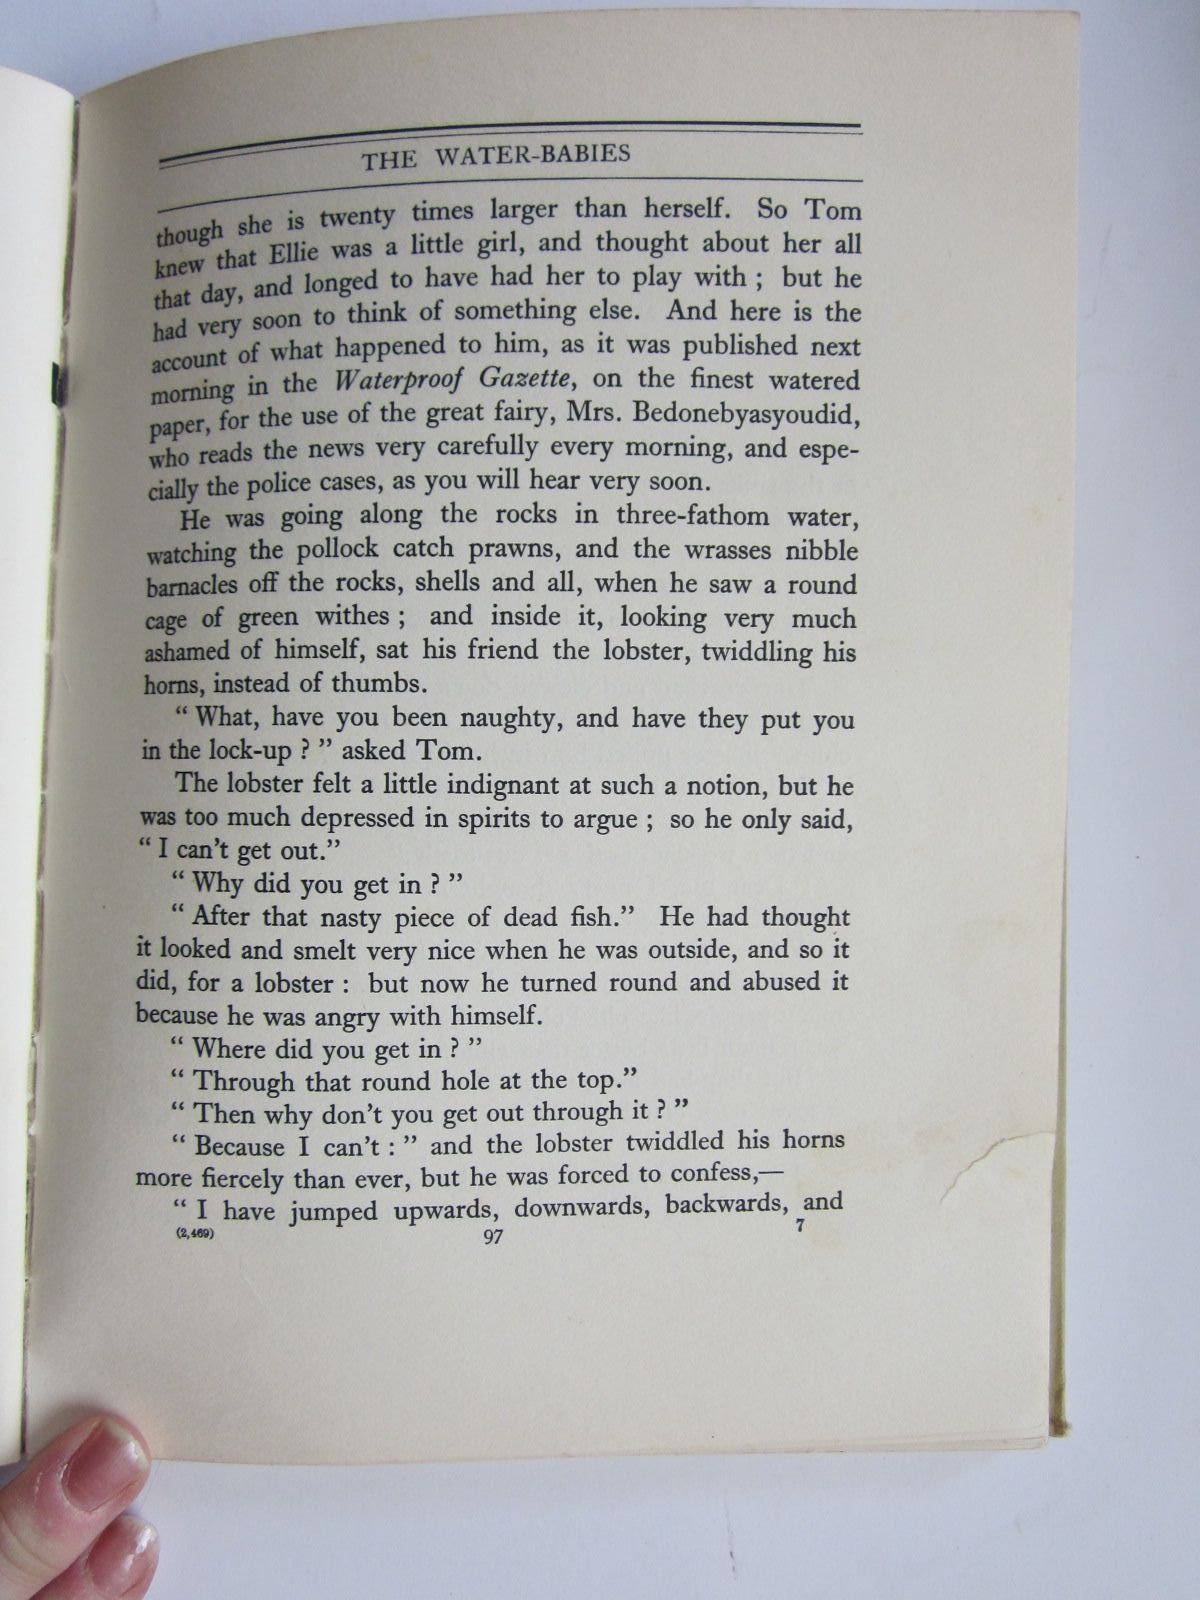 THE WATER-BABIES
though she is twenty times larger than herself. So Tom
knew that Ellie was a little girl, and thought about her all
that day, and longed to have had her to play with ; but he
had very soon to think of something else. And here is the
account of what happened to him, as it was published next
morning in the Waterproof Gazette, on the finest watered
paper, for the use of the great fairy, Mrs. Bedonebyasyoudid,
who reads the news very carefully every morning, and espe-
cially the police cases, as you will hear very soon.
He was going along the rocks in three-fathom water,
watching the pollock catch prawns, and the wrasses nibble
barnacles off the rocks, shells and all, when he saw a round
cage of green withes ; and inside it, looking very much
ashamed of himself, sat his friend the lobster, twiddling his
horns, instead of thumbs.
“ What, have you been naughty, and have they put you
in the lock-up ? ” asked Tom.
The lobster felt a little indignant at such a notion, but he
was too much depressed in spirits to argue ; so he only said,
“ I can’t get out.”
“ Why did you get in ? ”
“ After that nasty piece of dead fish.” He had thought
it looked and smelt very nice when he was outside, and so it
did, for a lobster : but now he turned round and abused it
because he was angry with himself.
“ Where did you get in ? ”
“ Through that round hole at the top.”
“ Then why don’t you get out through it ? ”
“ Because I can’t : ” and the lobster twiddled his horns
more fiercely than ever, but he was forced to confess,—
“ I have jumped upwards, downwards, backwards, and
(2,469) 97 7